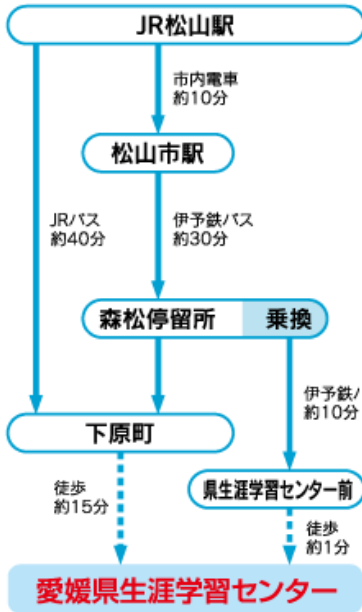 JR松山駅
市内電車
約10分
松山市駅
JRバス
約40分
伊予鉄バス
約30分
森松停留所 乗換
伊予鉄
約10分
下原町
県生涯学習センター前
徒歩
約15分
徒歩
約1分
愛媛県生涯学習センター